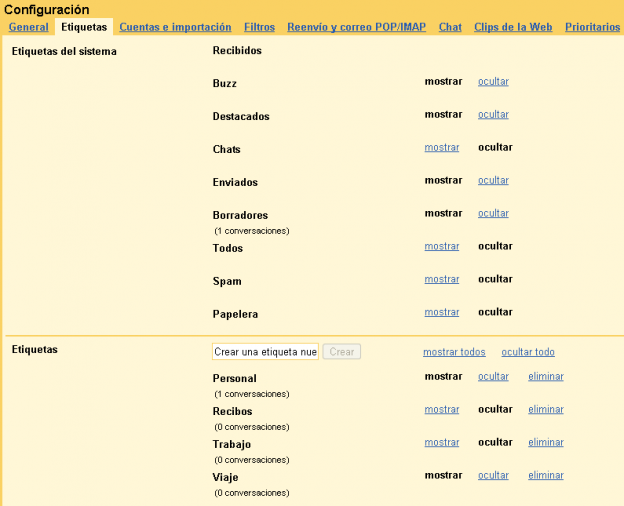 Configuración
General Etiquetas Cuentas e importación Filtros Reenvío y correo POP/IMAP Chat Clips de la Web Prioritarios
Etiquetas del sistema Recibidos
Buzz mostrar ocultar
Destacados mostrar ocultar
Chats mostrar ocultar
Enviados mostrar ocultar
Borradores mostrar ocultar
(1 conversaciones)
Todos mostrar ocultar
Spam mostrar ocultar
Papelera mostrar ocultar
Etiquetas Crear una etiqueta nue Crear mostrar todos ocultar todo
Personal mostrar ocultar eliminar
(1 conversaciones)
Recibos mostrar ocultar eliminar
(0 conversaciones)
Trabajo mostrar ocultar eliminar
(0 conversaciones)
Viaje mostrar ocultar eliminar
(0 conversaciones)